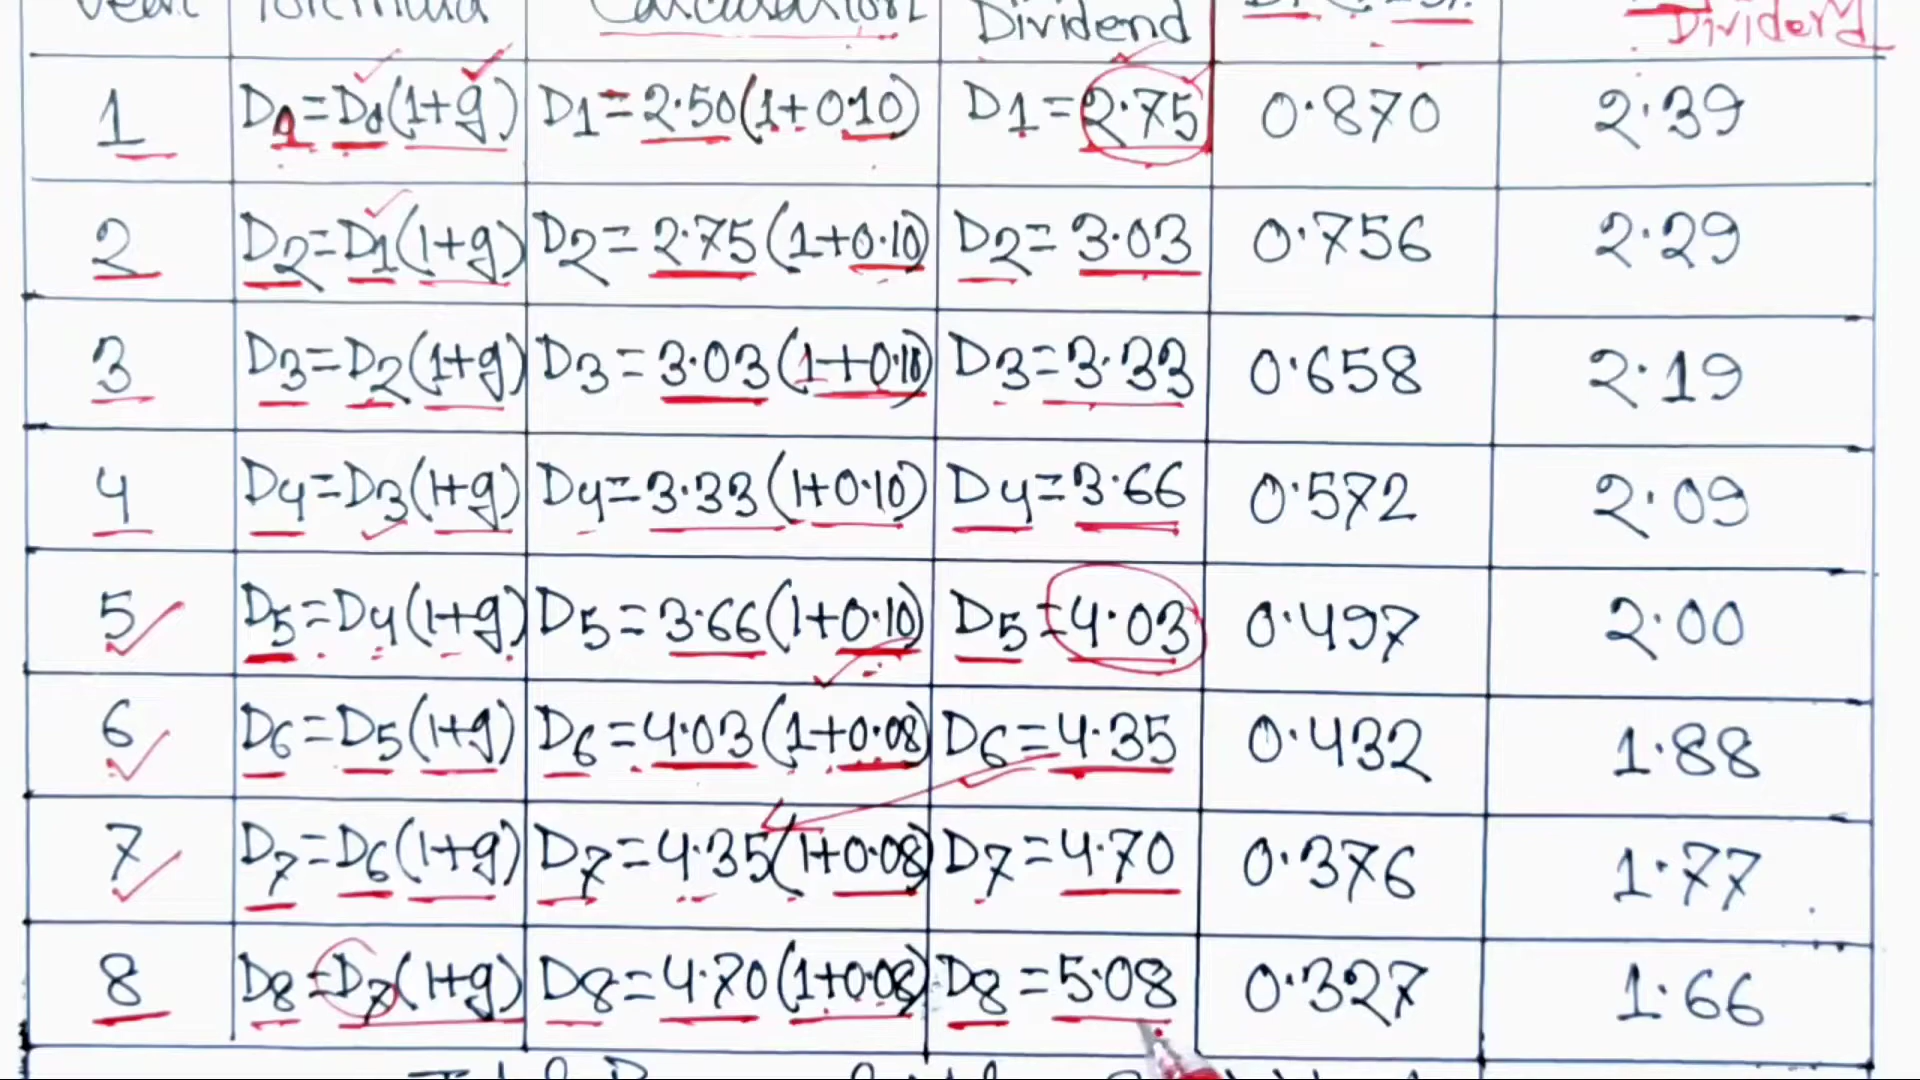 Year Formula Calculation Dividend Dividend
1 D1=D0(1+g) D1=2.50(1+0.10) D1=2.75 0.870 2.39
2 D2=D1(1+g) D2=2.75(1+0.10) D2=3.03 0.756 2.29
3 D3=D2(1+g) D3=3.03(1+0.10) D3=3.33 0.658 2.19
4 D4=D3(1+g) D4=3.33(1+0.10) D4=3.66 0.572 2.09
5 D5=D4(1+g) D5=3.66(1+0.10) D5=4.03 0.497 2.00
6 D6=D5(1+g) D6=4.03(1+0.08) D6=4.35 0.432 1.88
7 D7=D6(1+g) D7=4.35(1+0.08) D7=4.70 0.376 1.77
8 D8=D7(1+g) D8=4.70(1+0.08) D8=5.08 0.327 1.66